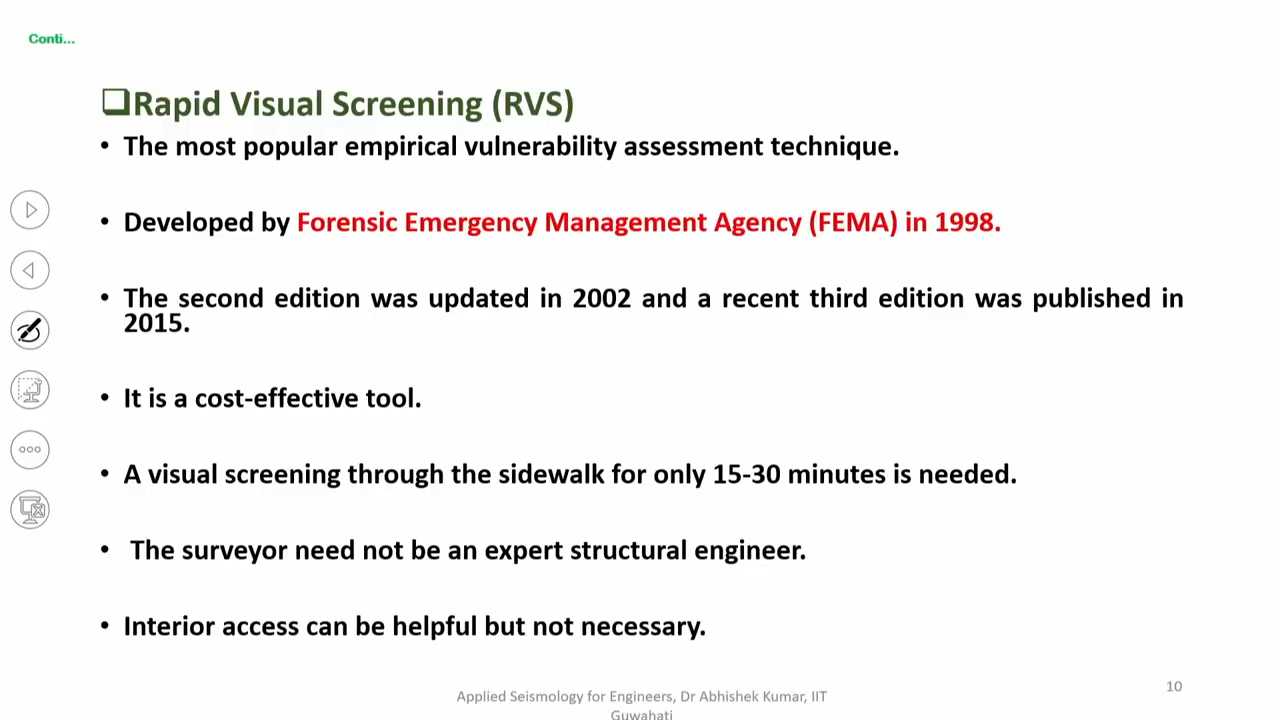 Conti...
❑Rapid Visual Screening (RVS)
• The most popular empirical vulnerability assessment technique.
• Developed by Forensic Emergency Management Agency (FEMA) in 1998.
• The second edition was updated in 2002 and a recent third edition was published in
2015.
• It is a cost-effective tool.
• A visual screening through the sidewalk for only 15-30 minutes is needed.
• The surveyor need not be an expert structural engineer.
• Interior access can be helpful but not necessary.
Applied Seismology for Engineers, Dr Abhishek Kumar, IIT
Guwahati
10